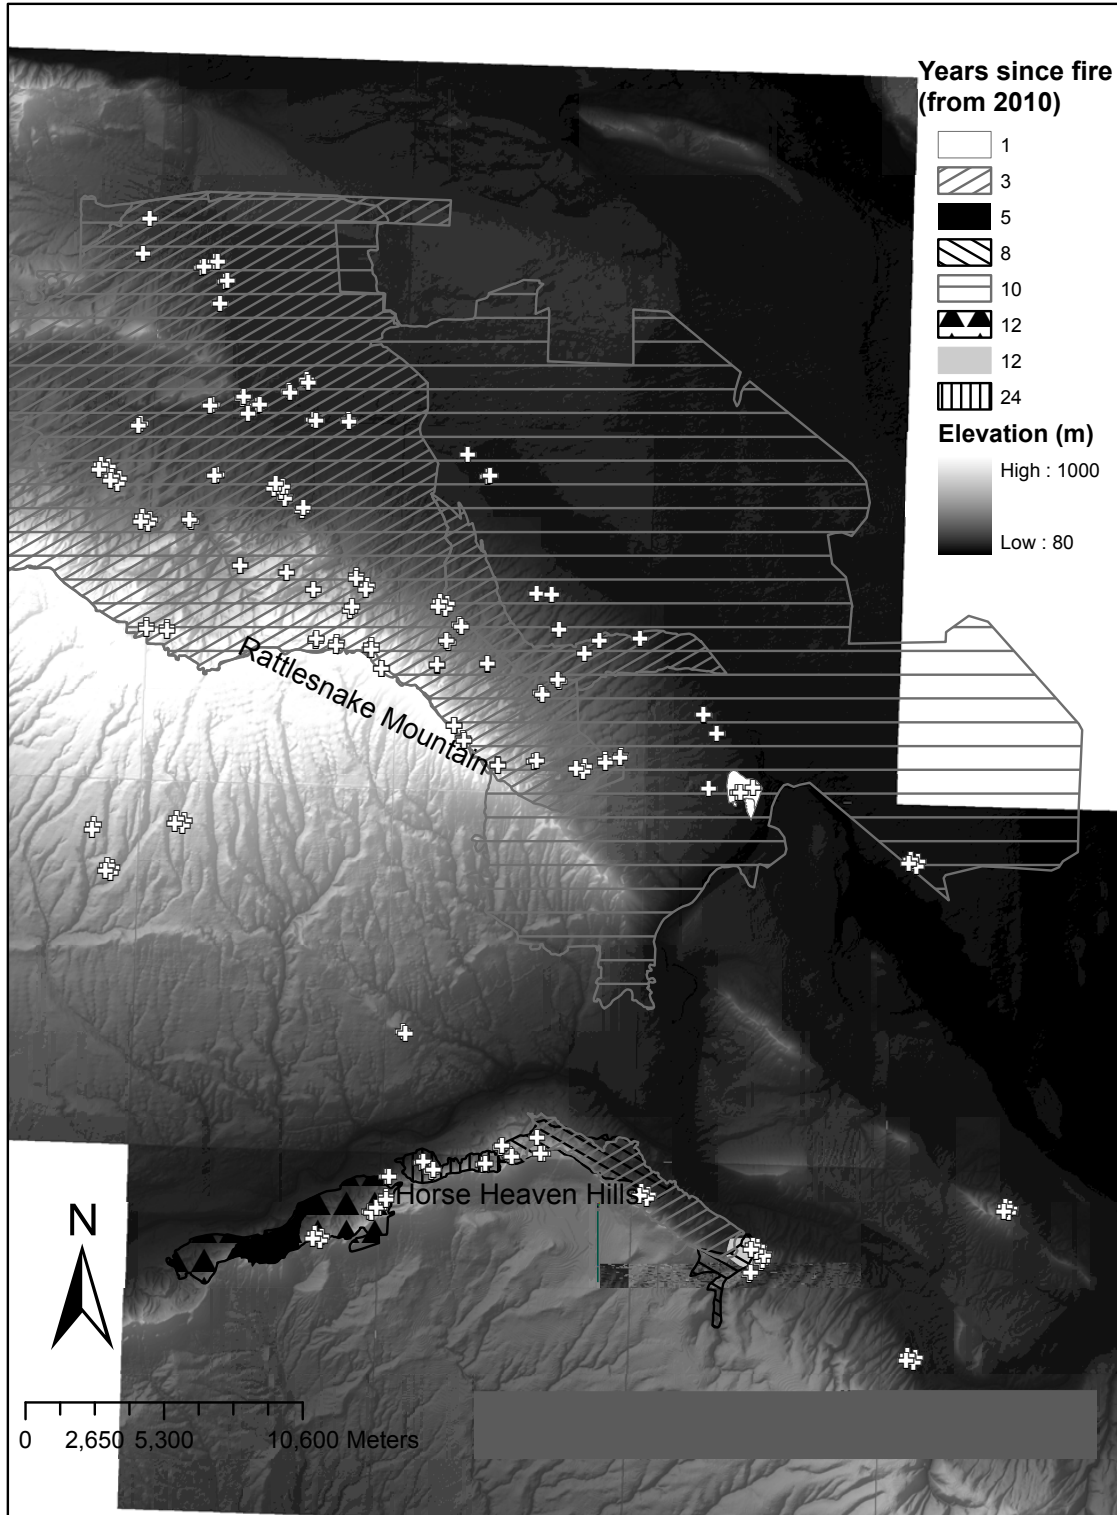 Years since fire
(from 2010)
1
3
5
8
10
12
12
24
Elevation (m)
High : 1000
Low : 80
Rattlesnake Mountain
Horse Heaven Hills
N
0 2,650 5,300 10,600 Meters